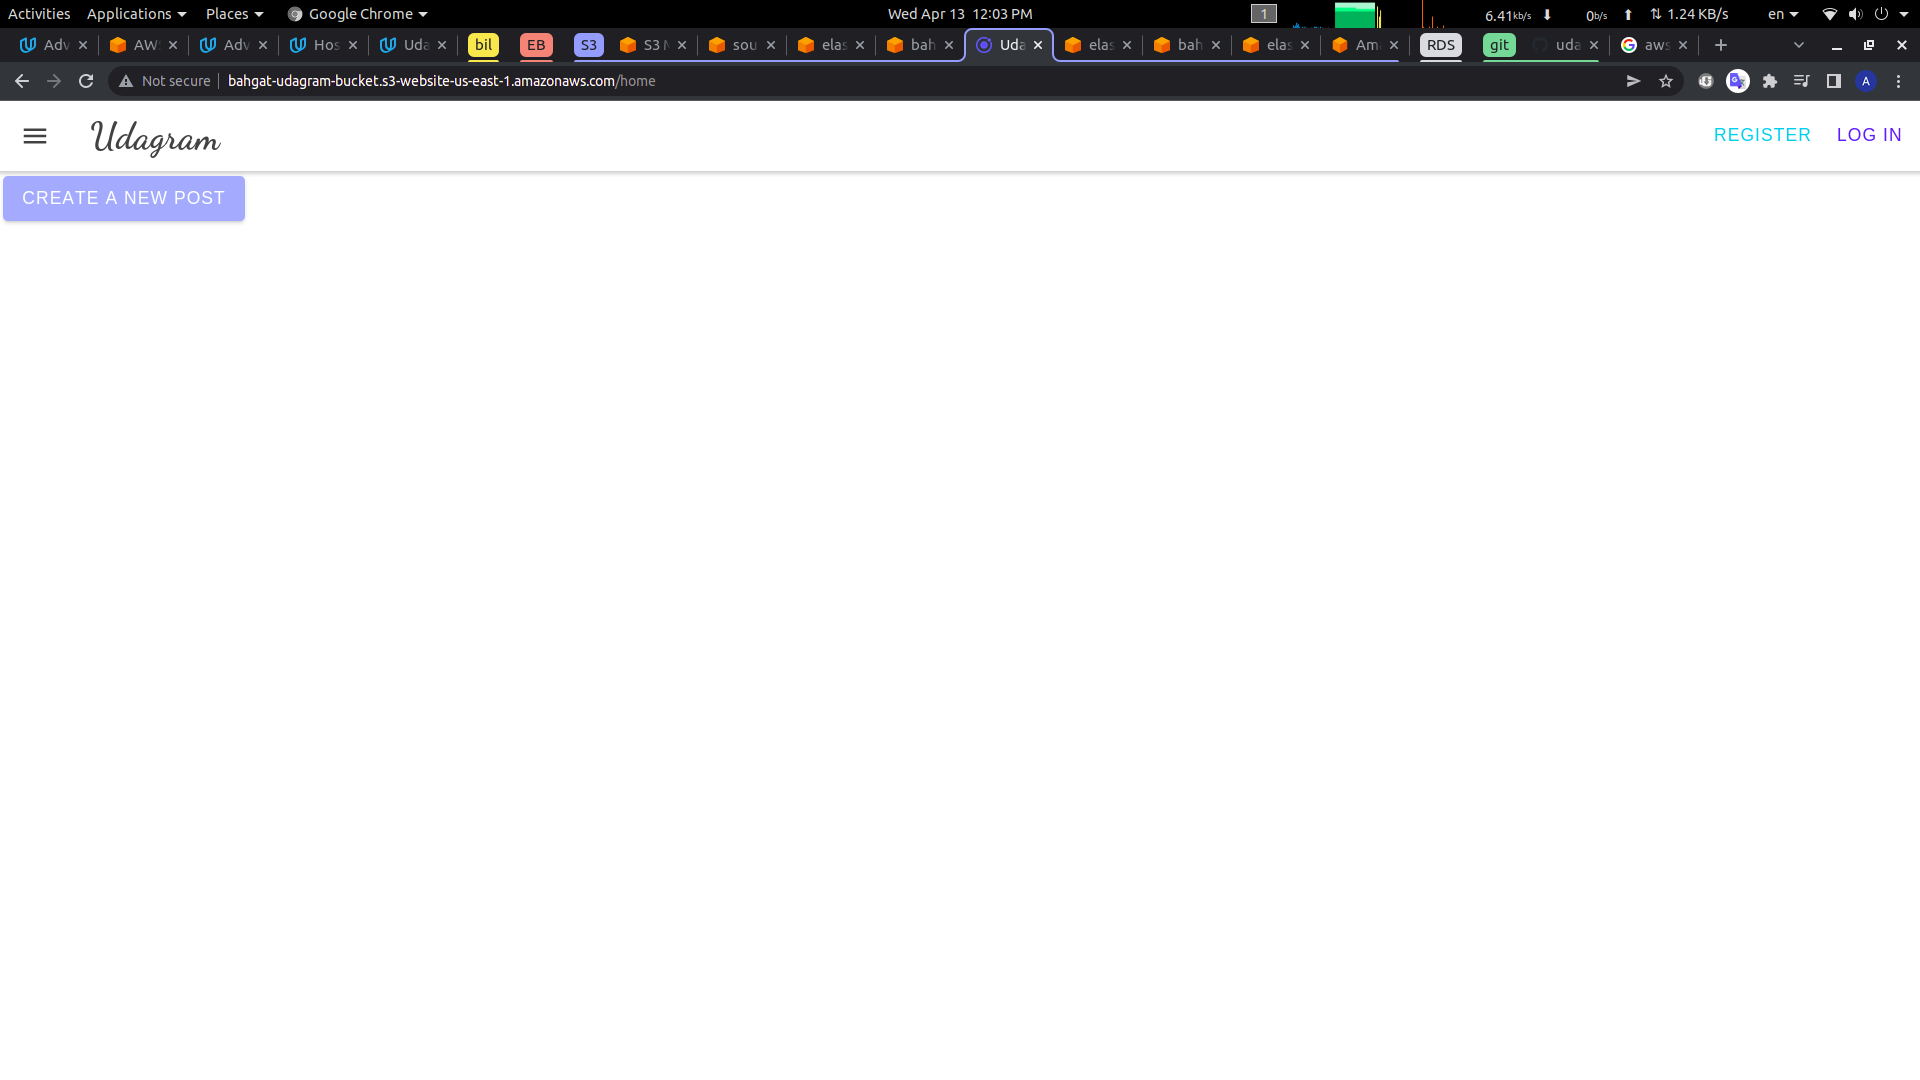 Activities Applications Places Google Chrome Wed Apr 13 12:03 PM 1 6.41kb/s 0b/s 1.24 KB/s en
Adv AW Adv Hos Uda bil EB S3 S3 M sou elas bah Uda elas bah elas Am RDS git uda aws
Not secure bahgat-udagram-bucket.s3-website-us-east-1.amazonaws.com/home A
Udagram REGISTER LOG IN
CREATE A NEW POST